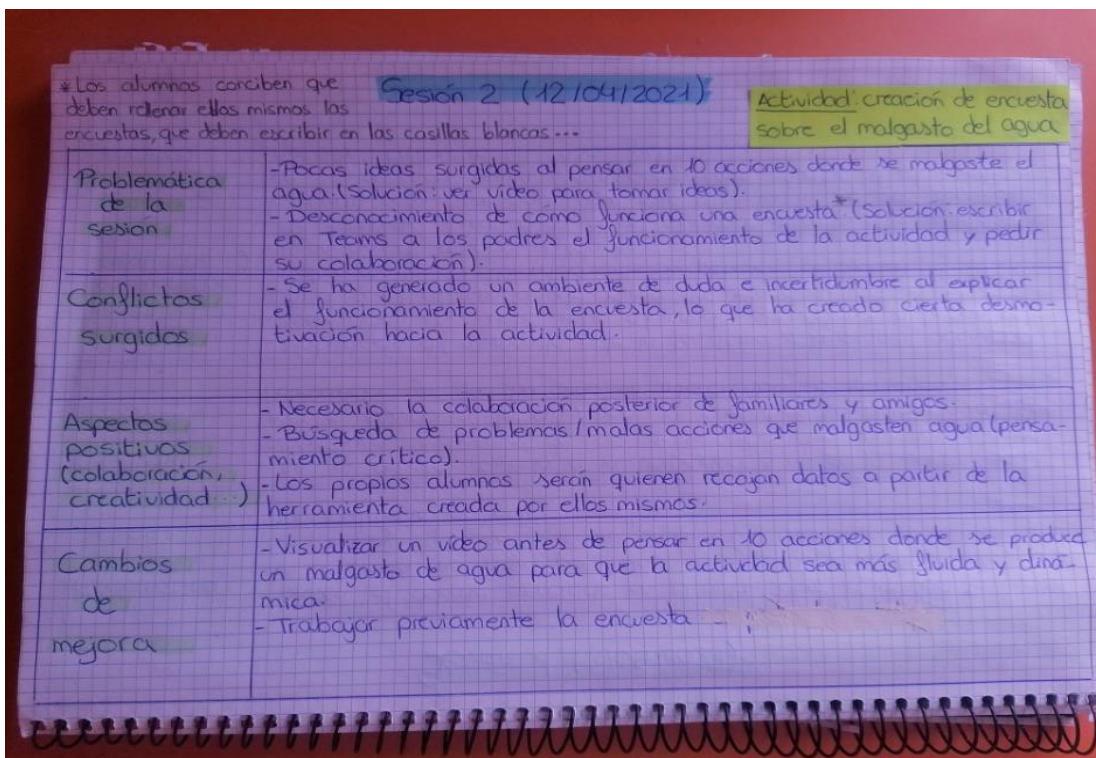 *Los alumnos conciben que
deben rellenar ellos mismos las
encuestas, que deben escribir en las casillas blancas...
Sesión 2 (12/04/2021)
Actividad: creación de encuesta
sobre el malgasto del agua
Problemática
de la
sesión
-Pocas ideas surgidas al pensar en 10 acciones donde se malgaste el
agua. (Solución: ver vídeo para tomar ideas).
- Desconocimiento de cómo funciona una encuesta* (Solución: escribir
en Teams a los padres el funcionamiento de la actividad y pedir
su colaboración).
Conflictos
surgidos
- Se ha generado un ambiente de duda e incertidumbre al explicar
el funcionamiento de la encuesta, lo que ha creado cierta desmo-
tivación hacia la actividad.
Aspectos
positivos
(colaboración,
creatividad...)
- Necesario la colaboración posterior de familiares y amigos.
- Búsqueda de problemas/malas acciones que malgasten agua (pensa-
miento crítico).
- Los propios alumnos serán quienen recojan datos a partir de la
herramienta creada por ellos mismos.
Cambios
de
mejora
- Visualizar un vídeo antes de pensar en 10 acciones donde se produce
un malgasto de agua para que la actividad sea más fluida y diná-
mica.
- Trabajar previamente la encuesta